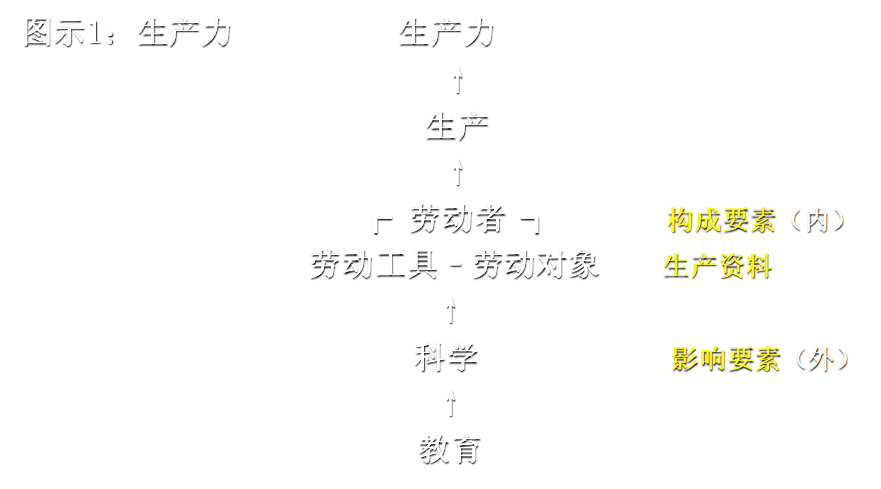 图示1：生产力 生产力
↑
生产
↑
┌ 劳动者 ┐ 构成要素（内）
劳动工具－劳动对象 生产资料
↑
科学 影响要素（外）
↑
教育